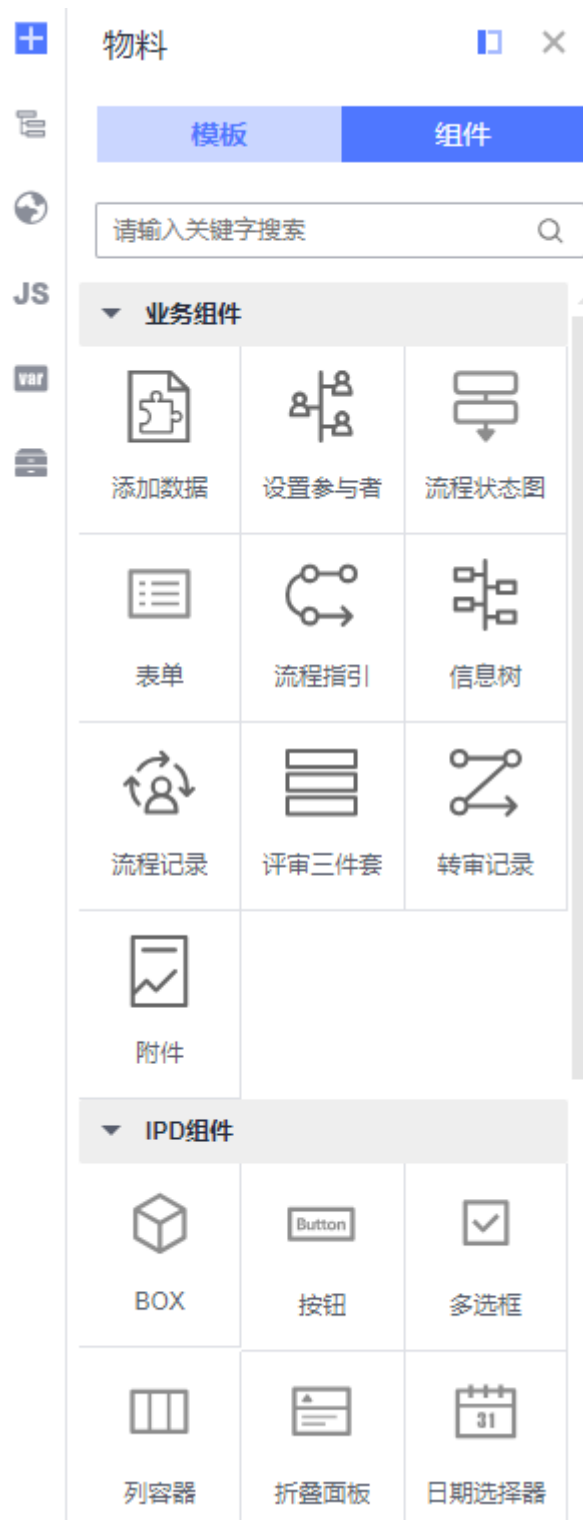 物料
模板 组件
请输入关键字搜索
JS
var
业务组件
添加数据 设置参与者 流程状态图
表单 流程指引 信息树
流程记录 评审三件套 转审记录
附件
IPD组件
Button
BOX 按钮 多选框
31
列容器 折叠面板 日期选择器